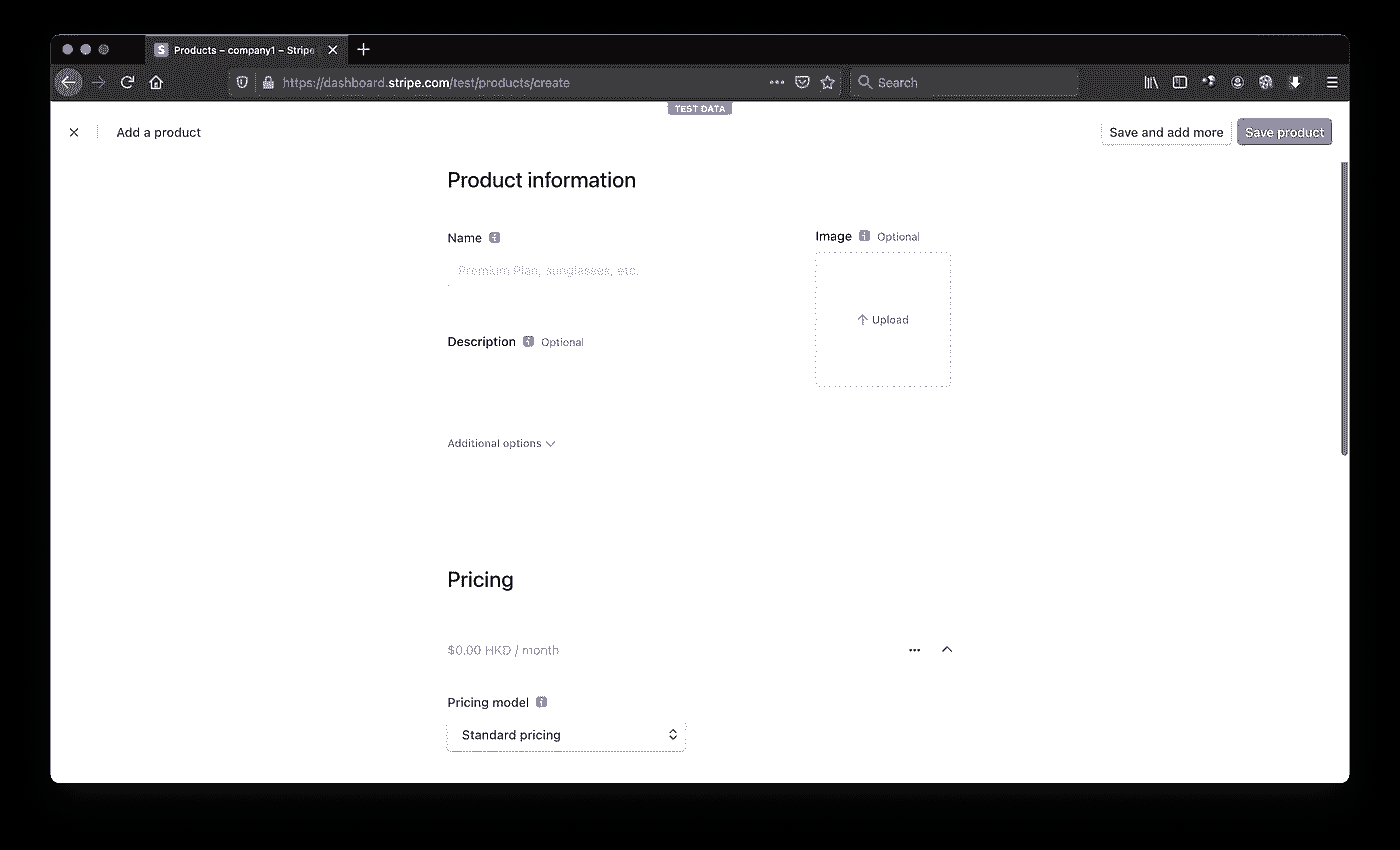 Products – company1 – Stripe
https://dashboard.stripe.com/test/products/create
Search
TEST DATA
Add a product
Save and add more
Save product
Product information
Name
Image Optional
Premium Plan, sunglasses, etc.
Upload
Description Optional
Additional options
Pricing
$0.00 HKD / month
Pricing model
Standard pricing